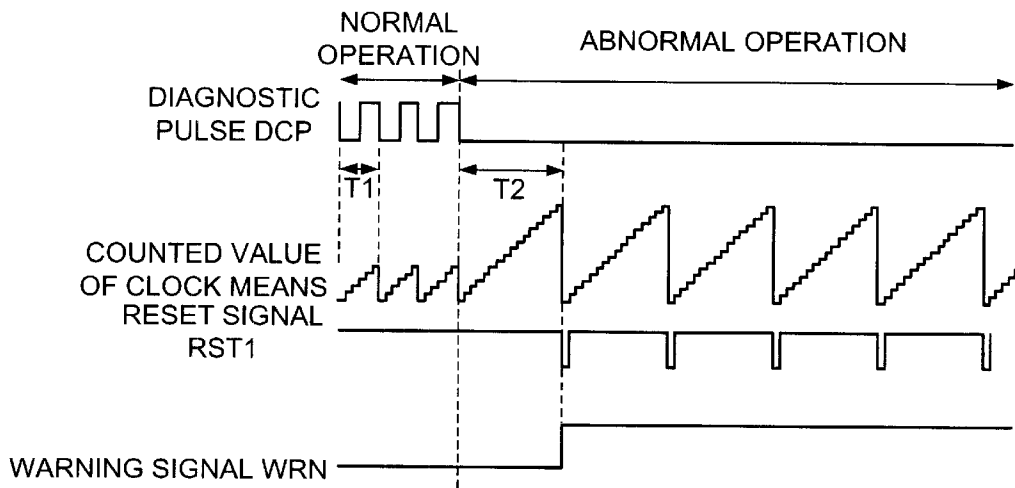 NORMAL
OPERATION
ABNORMAL OPERATION
DIAGNOSTIC
PULSE DCP
T1
T2
COUNTED VALUE
OF CLOCK MEANS
RESET SIGNAL
RST1
WARNING SIGNAL WRN